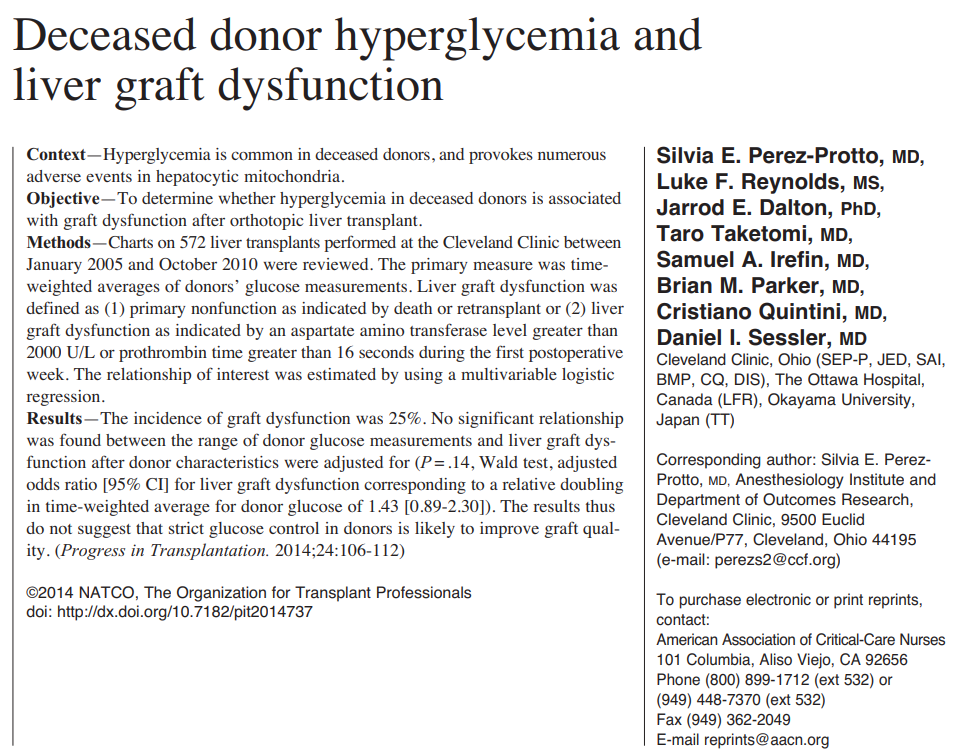 Deceased donor hyperglycemia and
liver graft dysfunction
Context—Hyperglycemia is common in deceased donors, and provokes numerous
adverse events in hepatocytic mitochondria.
Objective—To determine whether hyperglycemia in deceased donors is associated
with graft dysfunction after orthotopic liver transplant.
Methods—Charts on 572 liver transplants performed at the Cleveland Clinic between
January 2005 and October 2010 were reviewed. The primary measure was time-
weighted averages of donors’ glucose measurements. Liver graft dysfunction was
defined as (1) primary nonfunction as indicated by death or retransplant or (2) liver
graft dysfunction as indicated by an aspartate amino transferase level greater than
2000 U/L or prothrombin time greater than 16 seconds during the first postoperative
week. The relationship of interest was estimated by using a multivariable logistic
regression.
Results—The incidence of graft dysfunction was 25%. No significant relationship
was found between the range of donor glucose measurements and liver graft dys-
function after donor characteristics were adjusted for (P = .14, Wald test, adjusted
odds ratio [95% CI] for liver graft dysfunction corresponding to a relative doubling
in time-weighted average for donor glucose of 1.43 [0.89-2.30]). The results thus
do not suggest that strict glucose control in donors is likely to improve graft qual-
ity. (Progress in Transplantation. 2014;24:106-112)
©2014 NATCO, The Organization for Transplant Professionals
doi: http://dx.doi.org/10.7182/pit2014737
Silvia E. Perez-Protto, MD,
Luke F. Reynolds, MS,
Jarrod E. Dalton, PhD,
Taro Taketomi, MD,
Samuel A. Irefin, MD,
Brian M. Parker, MD,
Cristiano Quintini, MD,
Daniel I. Sessler, MD
Cleveland Clinic, Ohio (SEP-P, JED, SAI,
BMP, CQ, DIS), The Ottawa Hospital,
Canada (LFR), Okayama University,
Japan (TT)
Corresponding author: Silvia E. Perez-
Protto, MD, Anesthesiology Institute and
Department of Outcomes Research,
Cleveland Clinic, 9500 Euclid
Avenue/P77, Cleveland, Ohio 44195
(e-mail: perezs2@ccf.org)
To purchase electronic or print reprints,
contact:
American Association of Critical-Care Nurses
101 Columbia, Aliso Viejo, CA 92656
Phone (800) 899-1712 (ext 532) or
(949) 448-7370 (ext 532)
Fax (949) 362-2049
E-mail reprints@aacn.org